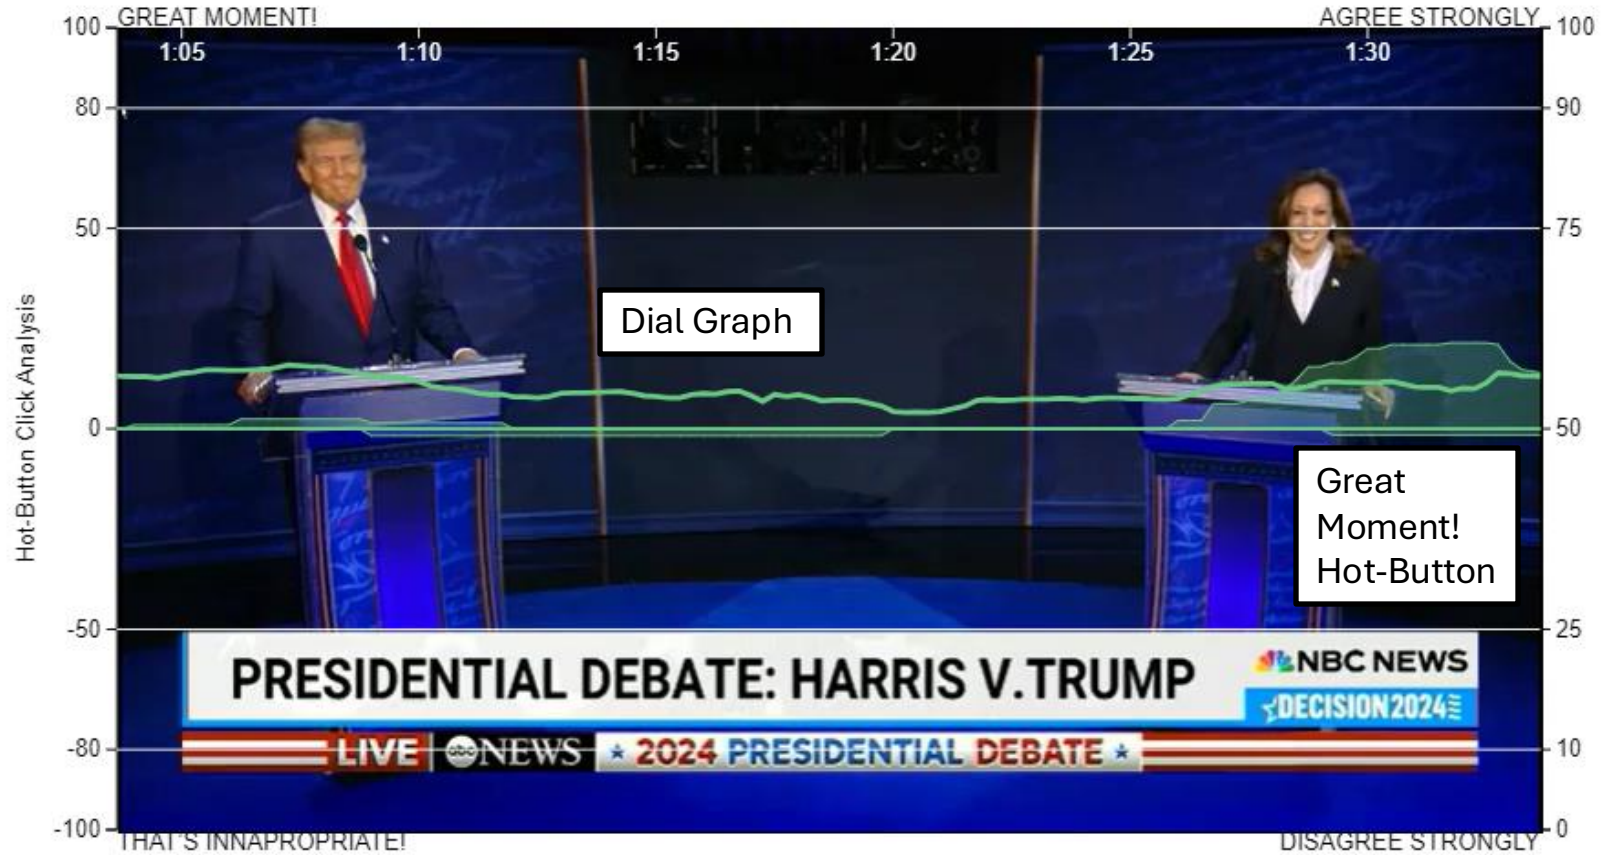 GREAT MOMENT!
AGREE STRONGLY
100
100
1:05
1:10
1:15
1:20
1:25
1:30
80
90
50
75
Hot-Button Click Analysis
Dial Graph
0
50
Great
Moment!
Hot-Button
-50
25
PRESIDENTIAL DEBATE: HARRIS V.TRUMP
NBC NEWS
DECISION2024
-80
LIVE
abc NEWS
2024 PRESIDENTIAL DEBATE
10
-100
0
THAT'S INNAPROPRIATE!
DISAGREE STRONGLY